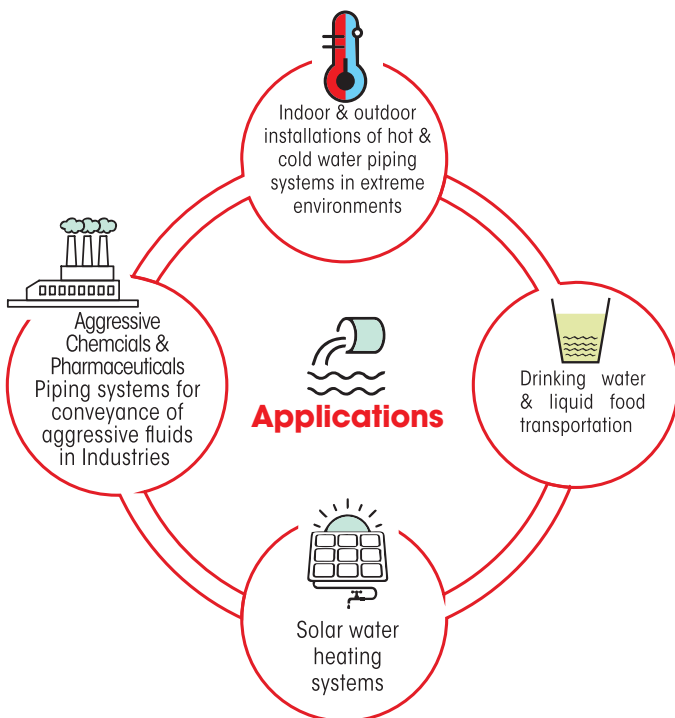 Indoor & outdoor
installations of hot &
cold water piping
systems in extreme
environments
Aggressive
Chemcials &
Pharmaceuticals
Piping systems for
conveyance of
aggressive fluids
in Industries
Applications
Drinking water
& liquid food
transportation
Solar water
heating
systems